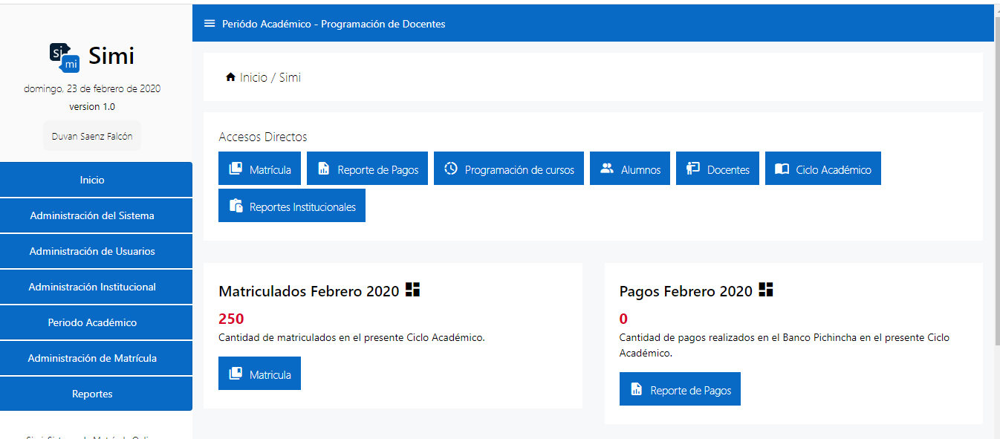 si
mi
Simi
domingo, 23 de febrero de 2020
version 1.0
Duvan Saenz Falcón
Inicio
Administración del Sistema
Administración de Usuarios
Administración Institucional
Periodo Académico
Administración de Matrícula
Reportes
Periódo Académico - Programación de Docentes
Inicio / Simi
Accesos Directos
Matrícula
Reporte de Pagos
Programación de cursos
Alumnos
Docentes
Ciclo Académico
Reportes Institucionales
Matriculados Febrero 2020
250
Cantidad de matriculados en el presente Ciclo Académico.
Matricula
Pagos Febrero 2020
0
Cantidad de pagos realizados en el Banco Pichincha en el presente Ciclo
Académico.
Reporte de Pagos